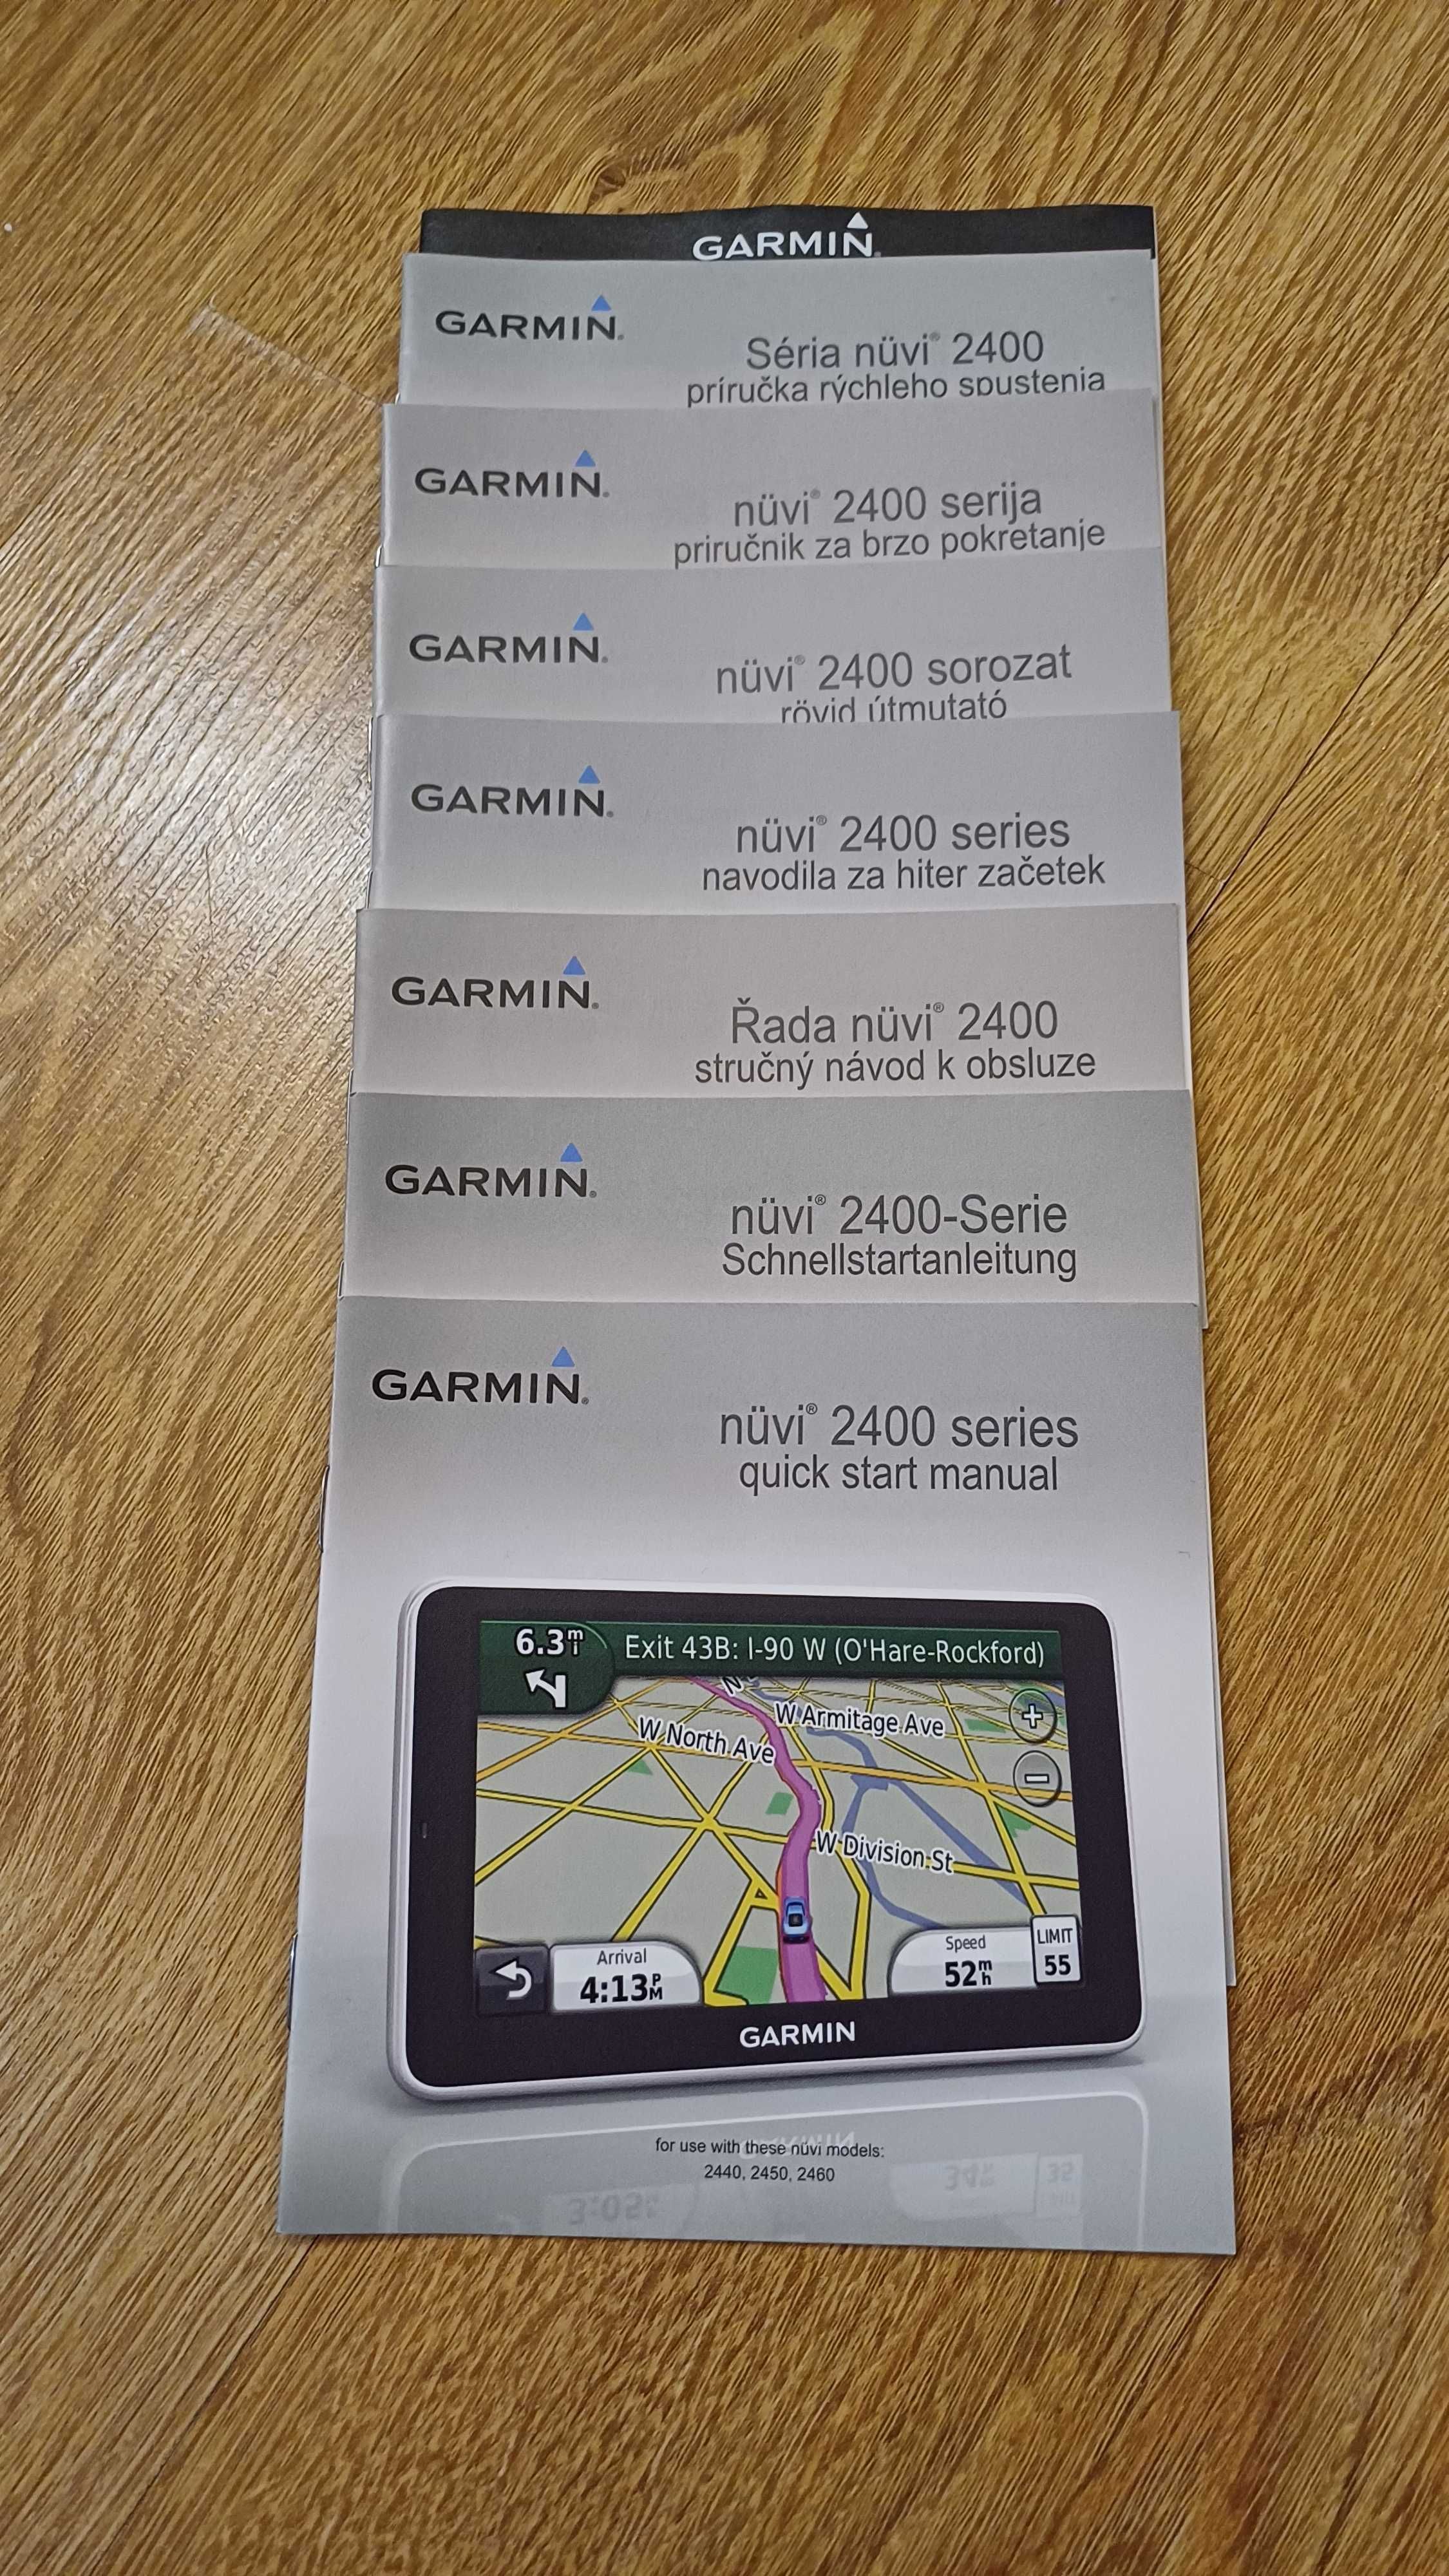 GARMIN
GARMIN
Séria nüvi® 2400
príručka rýchleho spustenia
GARMIN
nüvi® 2400 serija
priručnik za brzo pokretanje
GARMIN
nüvi® 2400 sorozat
rövid útmutató
GARMIN
nüvi® 2400 series
navodila za hiter začetek
GARMIN
Řada nüvi® 2400
stručný návod k obsluze
GARMIN
nüvi® 2400-Serie
Schnellstartanleitung
GARMIN
nüvi® 2400 series
quick start manual
6.3 mi
Exit 43B: I-90 W (O'Hare-Rockford)
W Armitage Ave
W North Ave
W Division St
Arrival
4:13 PM
Speed
52 mh
LIMIT
55
GARMIN
for use with these nüvi models:
2440, 2450, 2460